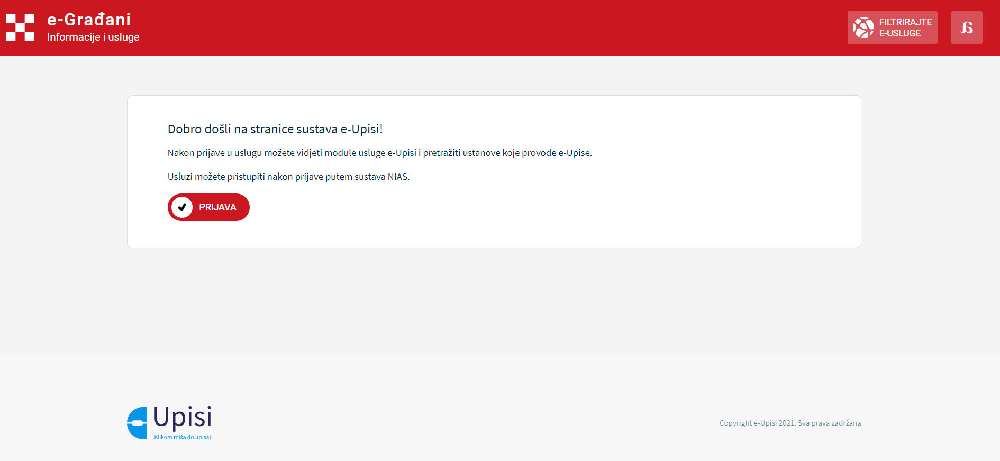 e-Građani
Informacije i usluge
FILTRIRAJTE
E-USLUGE
Dobro došli na stranice sustava e-Upisi!
Nakon prijave u uslugu možete vidjeti module usluge e-Upisi i pretražiti ustanove koje provode e-Upise.
Usluzi možete pristupiti nakon prijave putem sustava NIAS.
PRIJAVA
Upisi
Klikom miša do upisa!
Copyright e-Upisi 2021. Sva prava zadržana